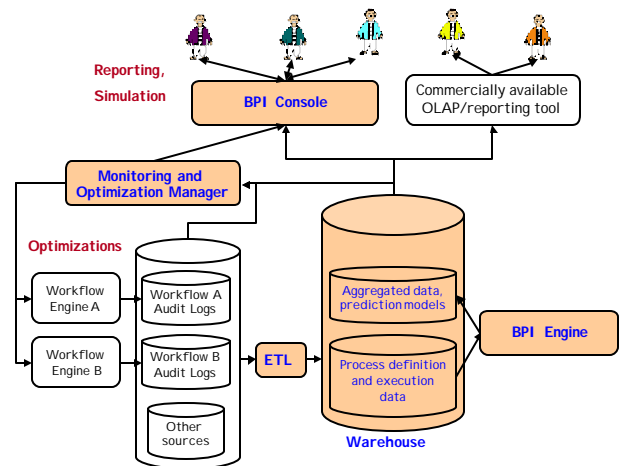 Reporting,
Simulation
BPI Console
Commercially available
OLAP/reporting tool
Monitoring and
Optimization Manager
Optimizations
Workflow
Engine A
Workflow A
Audit Logs
Aggregated data,
prediction models
BPI Engine
Workflow
Engine B
Workflow B
Audit Logs
ETL
Process definition
and execution
data
Other
sources
Warehouse